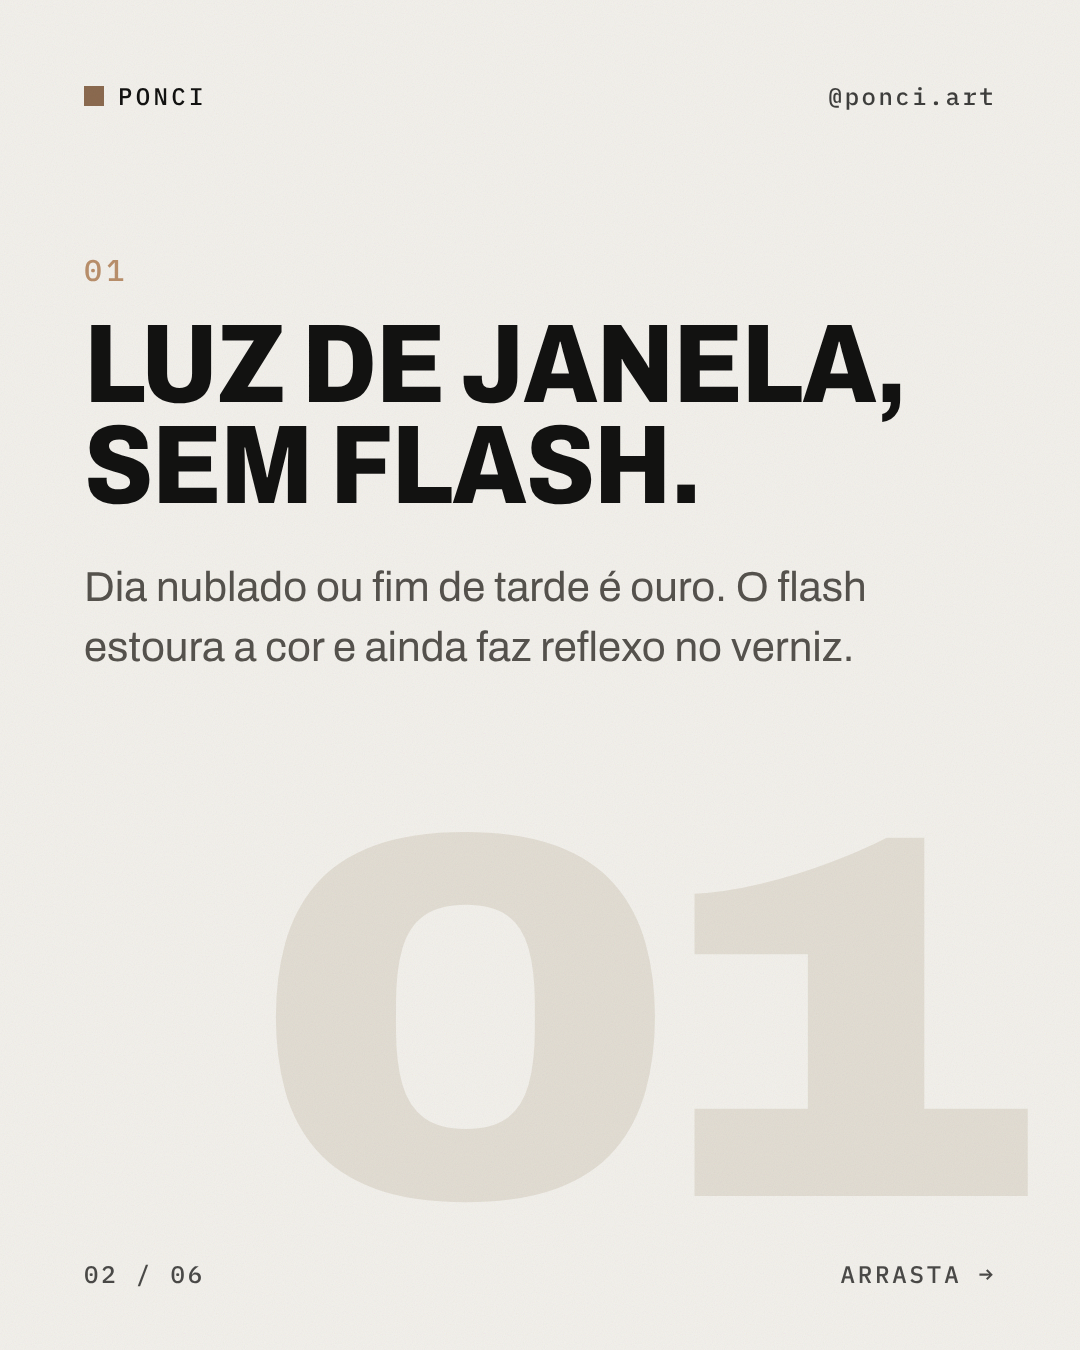 PONCI
@ponci.art
01
LUZ DE JANELA,
SEM FLASH.
Dia nublado ou fim de tarde é ouro. O flash
estoura a cor e ainda faz reflexo no verniz.
01
02 / 06
ARRASTA →